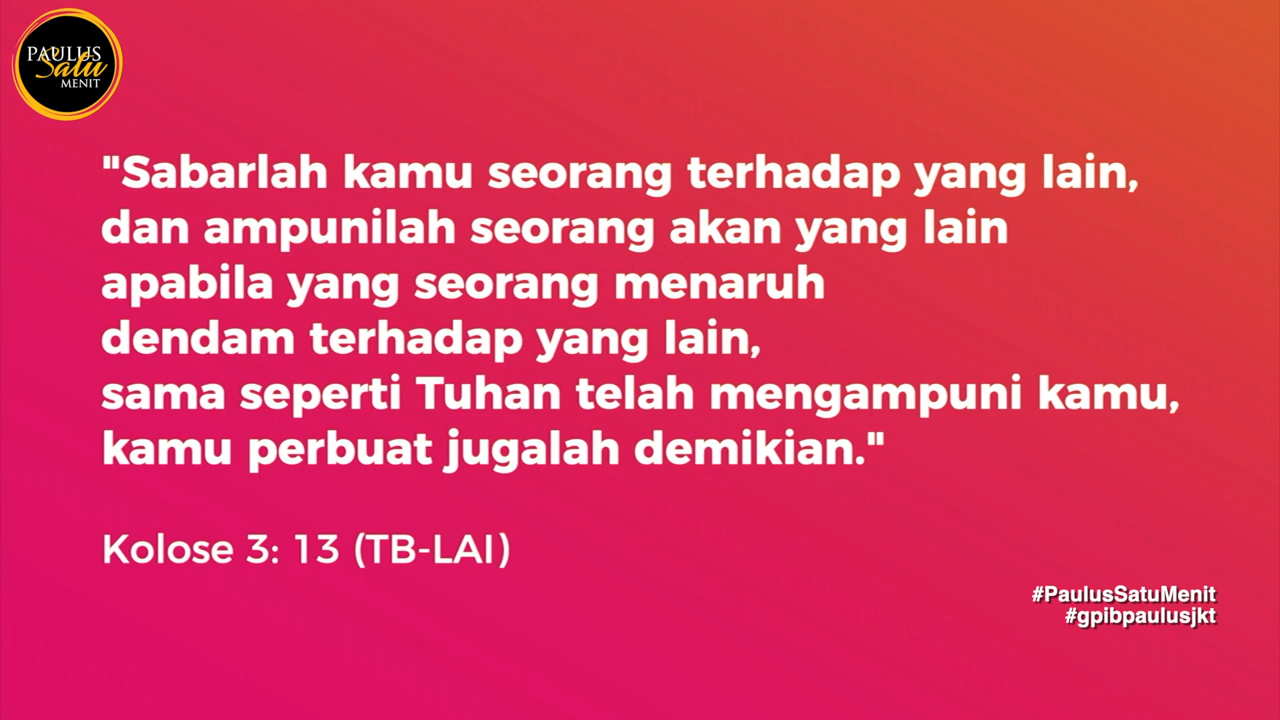 PAULUS
Satu
MENIT
"Sabarlah kamu seorang terhadap yang lain,
dan ampunilah seorang akan yang lain
apabila yang seorang menaruh
dendam terhadap yang lain,
sama seperti Tuhan telah mengampuni kamu,
kamu perbuat jugalah demikian."
Kolose 3: 13 (TB-LAI)
#PaulusSatuMenit
#gpibpaulusjkt